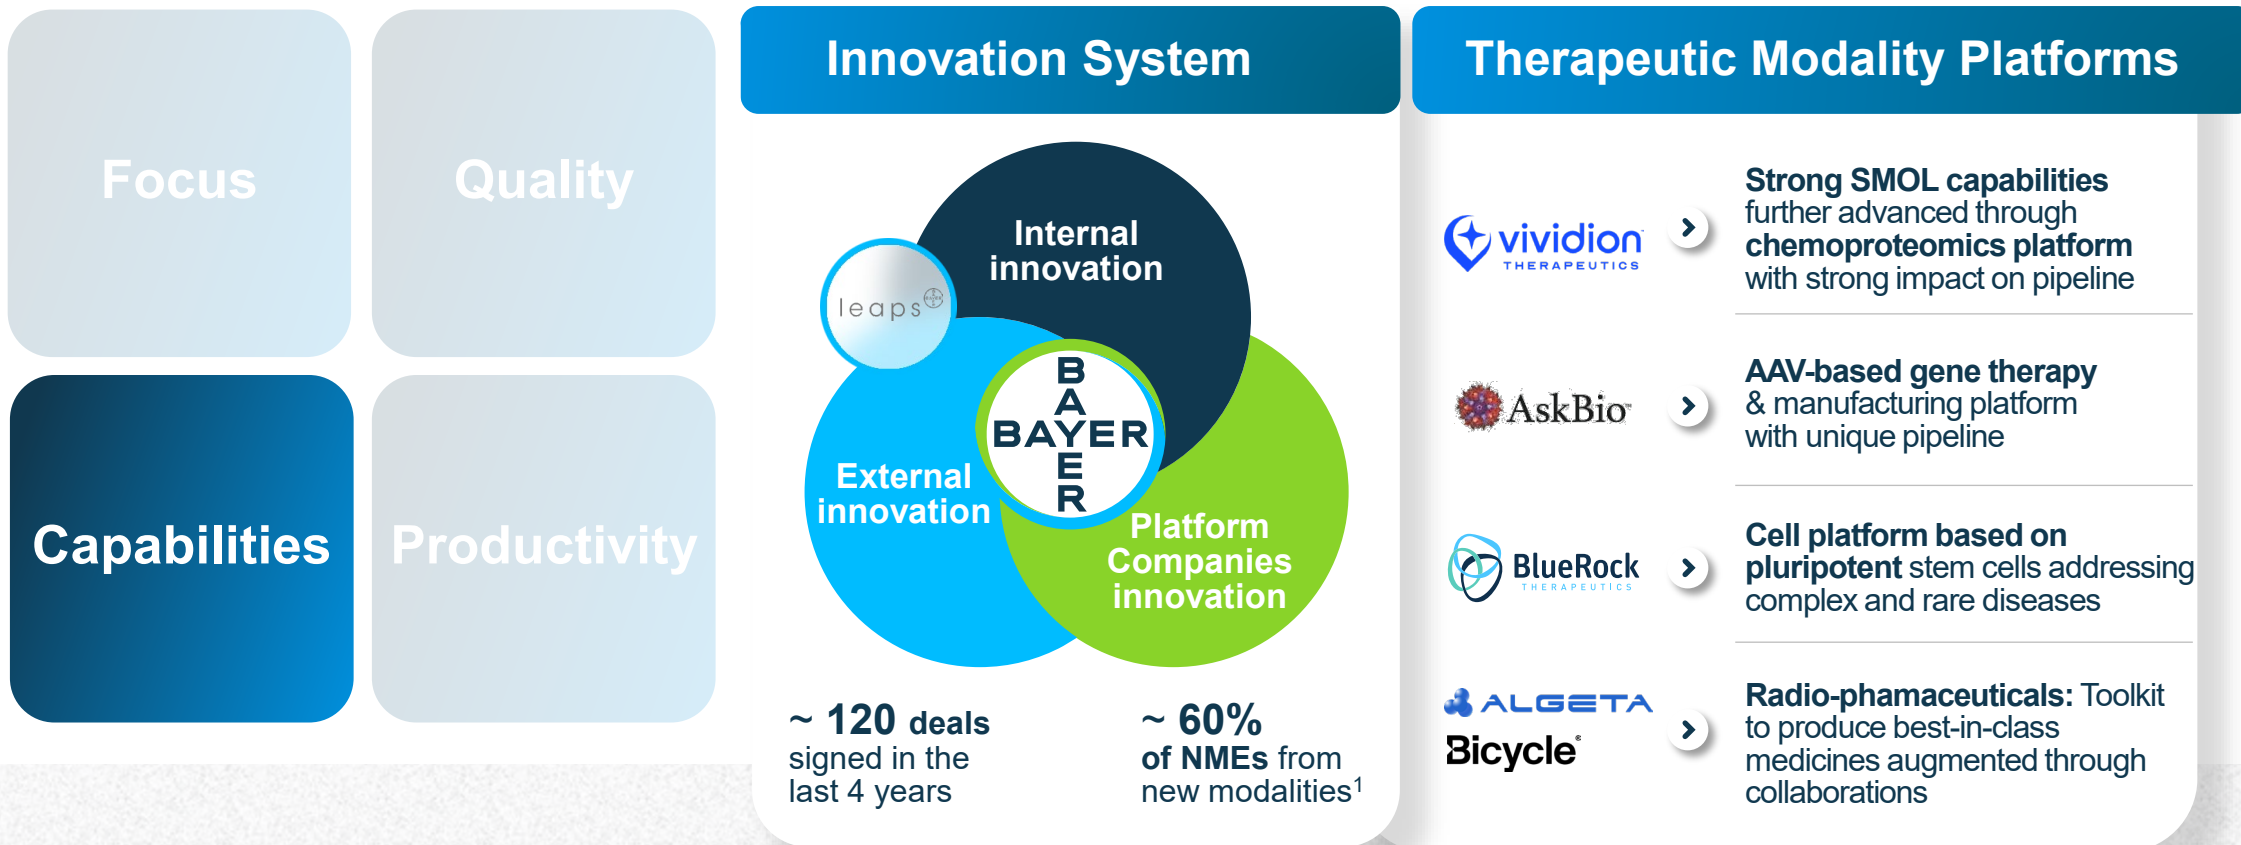 Focus
Quality
Capabilities
Productivity
Innovation System
Internal
innovation
leaps
External
innovation
BAYER
BAYER
Platform
Companies
innovation
~ 120 deals
signed in the
last 4 years
~ 60%
of NMEs from
new modalities¹
Therapeutic Modality Platforms
vividion
THERAPEUTICS
Strong SMOL capabilities
further advanced through
chemoproteomics platform
with strong impact on pipeline
AskBio™
AAV-based gene therapy
& manufacturing platform
with unique pipeline
BlueRock
THERAPEUTICS
Cell platform based on
pluripotent stem cells addressing
complex and rare diseases
ALGETA
Bicycle®
Radio-phamaceuticals: Toolkit
to produce best-in-class
medicines augmented through
collaborations